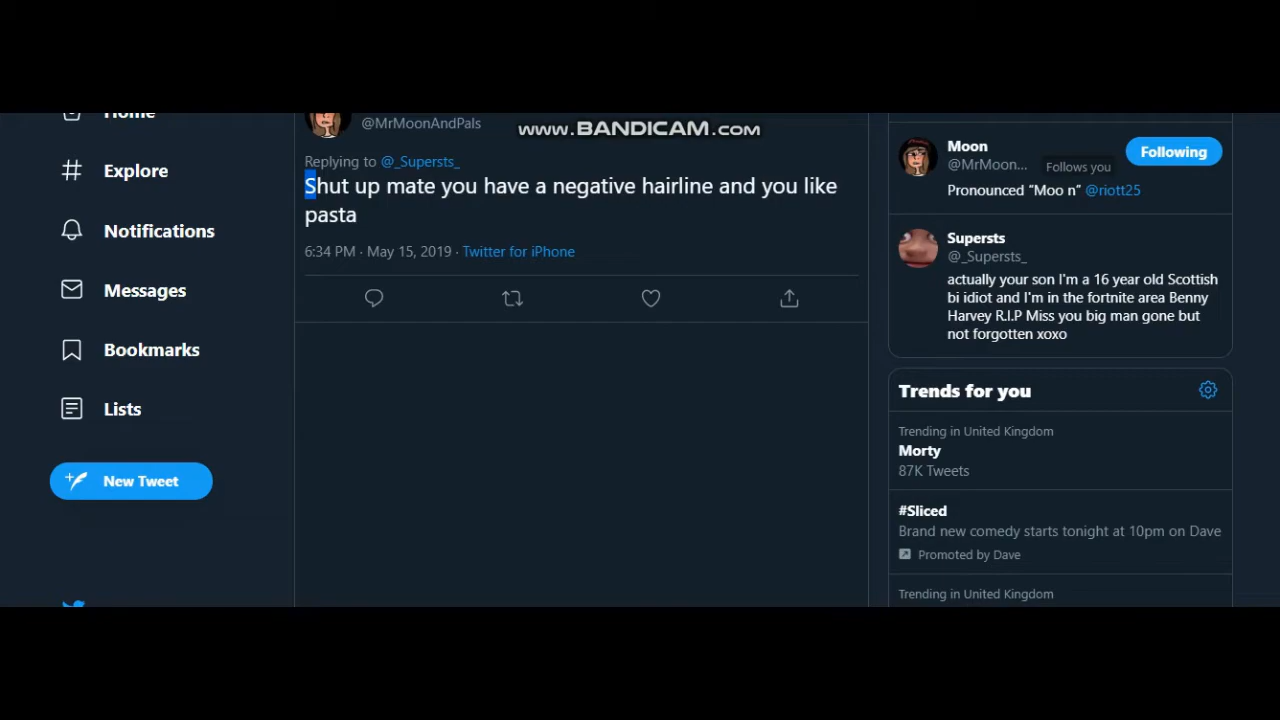 Home
Explore
Notifications
Messages
Bookmarks
Lists
New Tweet
@MrMoonAndPals
www.BANDICAM.com
Replying to @_Supersts_
Shut up mate you have a negative hairline and you like
pasta
6:34 PM · May 15, 2019 · Twitter for iPhone
Moon
@MrMoon...
Follows you
Following
Pronounced “Moo n” @riott25
Supersts
@_Supersts_
actually your son I'm a 16 year old Scottish
bi idiot and I'm in the fortnite area Benny
Harvey R.I.P Miss you big man gone but
not forgotten xoxo
Trends for you
Trending in United Kingdom
Morty
87K Tweets
#Sliced
Brand new comedy starts tonight at 10pm on Dave
Promoted by Dave
Trending in United Kingdom